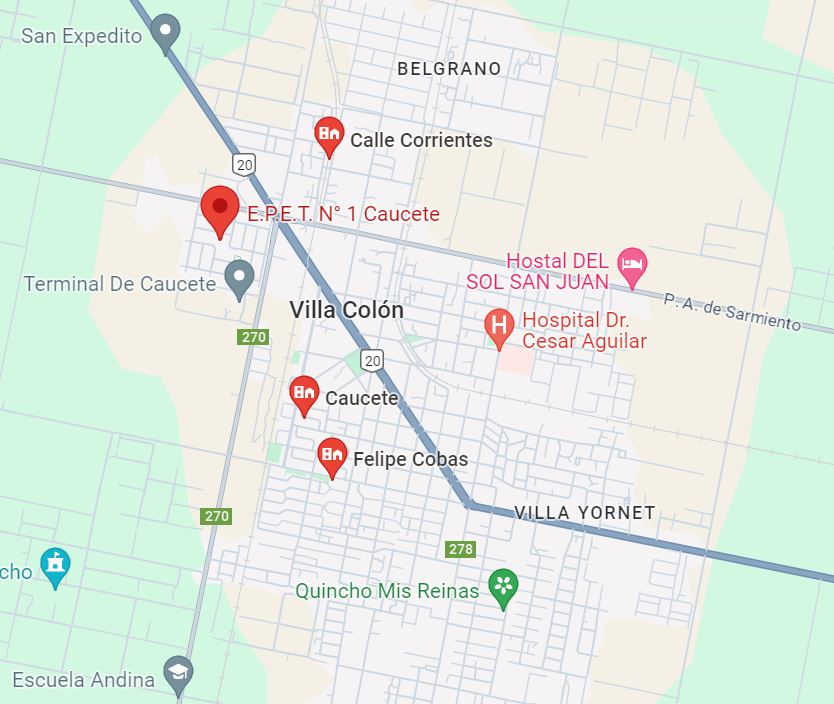 San Expedito
BELGRANO
Calle Corrientes
20
E.P.E.T. N° 1 Caucete
Hostal DEL
SOL SAN JUAN
Terminal De Caucete
P. A. de Sarmiento
Villa Colón
Hospital Dr.
Cesar Aguilar
H
270
20
Caucete
Felipe Cobas
270
VILLA YORNET
278
cho
Quincho Mis Reinas
Escuela Andina